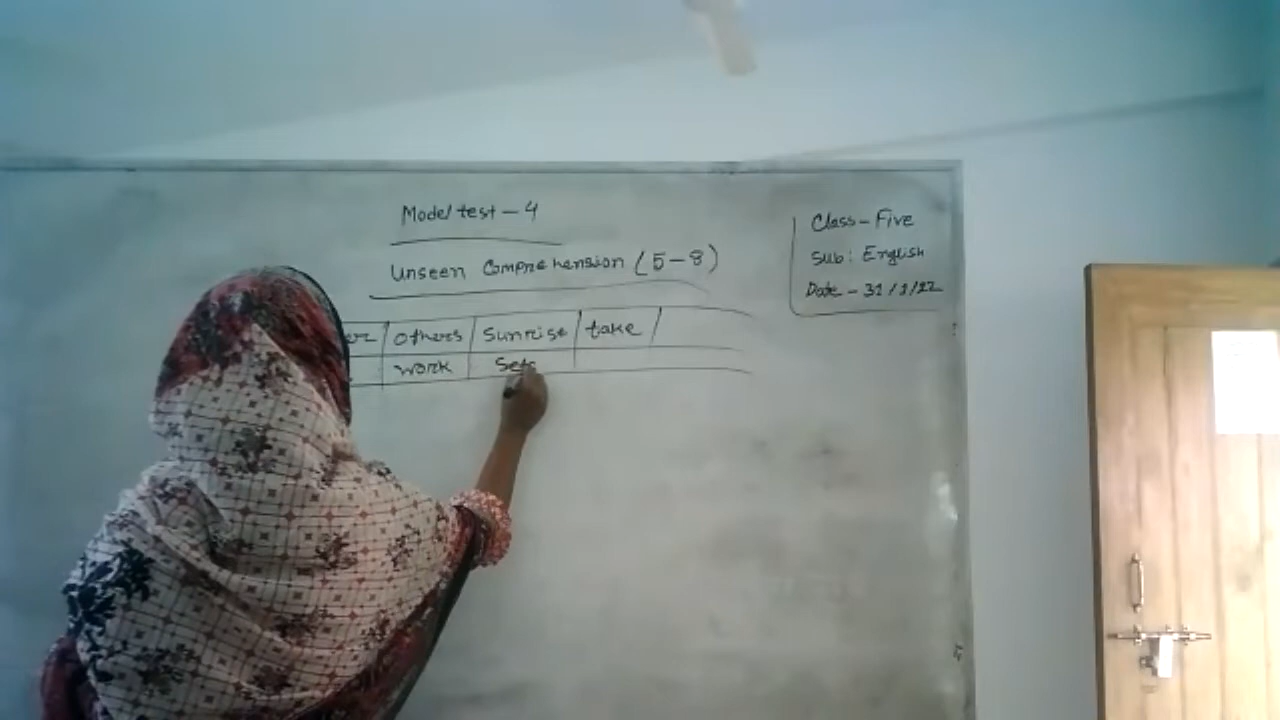 Model test - 4
Unseen Comprehension (5-8)
Class - Five
Sub: English
Date - 31/1/22
others Sunrise take
work Sets